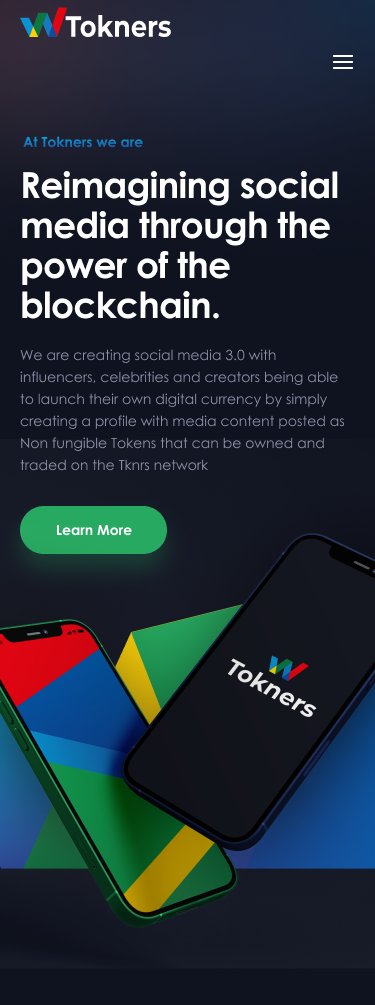 Tokners
At Tokners we are
Reimagining social
media through the
power of the
blockchain.
We are creating social media 3.0 with
influencers, celebrities and creators being able
to launch their own digital currency by simply
creating a profile with media content posted as
Non fungible Tokens that can be owned and
traded on the Tknrs network
Learn More
Tokners